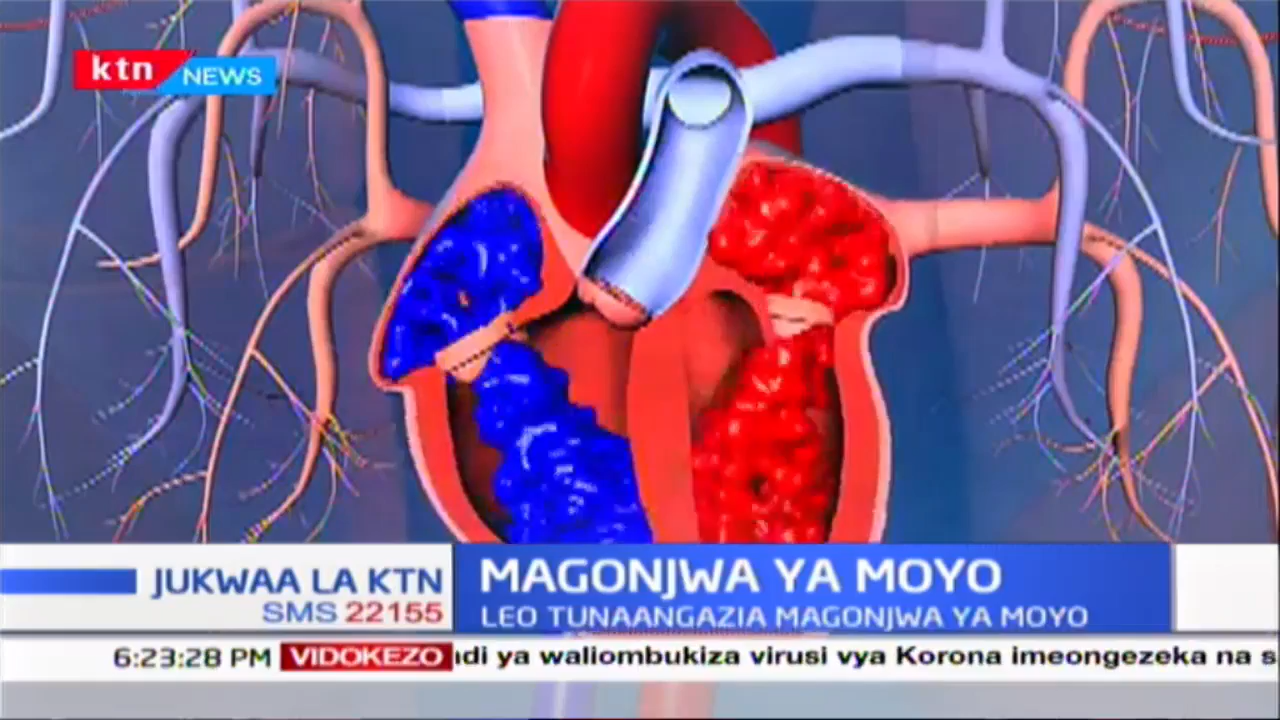 ktn NEWS
JUKWAA LA KTN
SMS 22155
MAGONJWA YA MOYO
LEO TUNAANGAZIA MAGONJWA YA MOYO
6:23:28 PM VIDOKEZO ya waliombukiza virusi vya Korona imeongezeka na